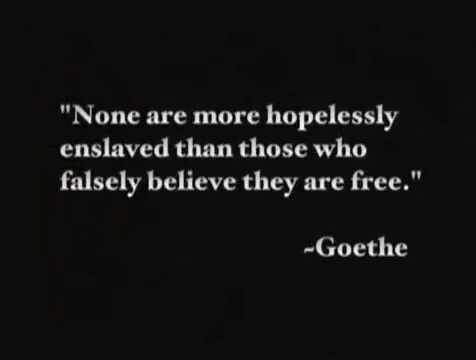 "None are more hopelessly
enslaved than those who
falsely believe they are free."
~Goethe